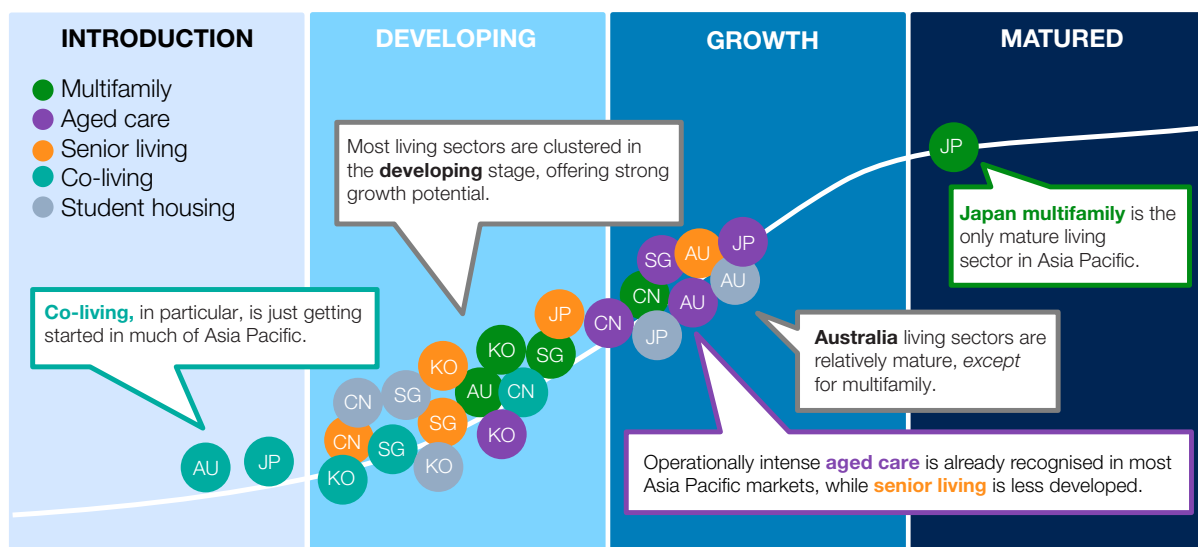 INTRODUCTION
DEVELOPING
GROWTH
MATURED
Multifamily
Aged care
Senior living
Co-living
Student housing
Most living sectors are clustered in
the developing stage, offering strong
growth potential.
JP
Japan multifamily is the
only mature living
sector in Asia Pacific.
Co-living, in particular, is just getting
started in much of Asia Pacific.
SG
AU
JP
CN
AU
AU
JP
CN
JP
KO
SG
KO
CN
SG
AU
CN
SG
CN
SG
KO
KO
KO
AU
JP
Australia living sectors are
relatively mature, except
for multifamily.
Operationally intense aged care is already recognised in most
Asia Pacific markets, while senior living is less developed.